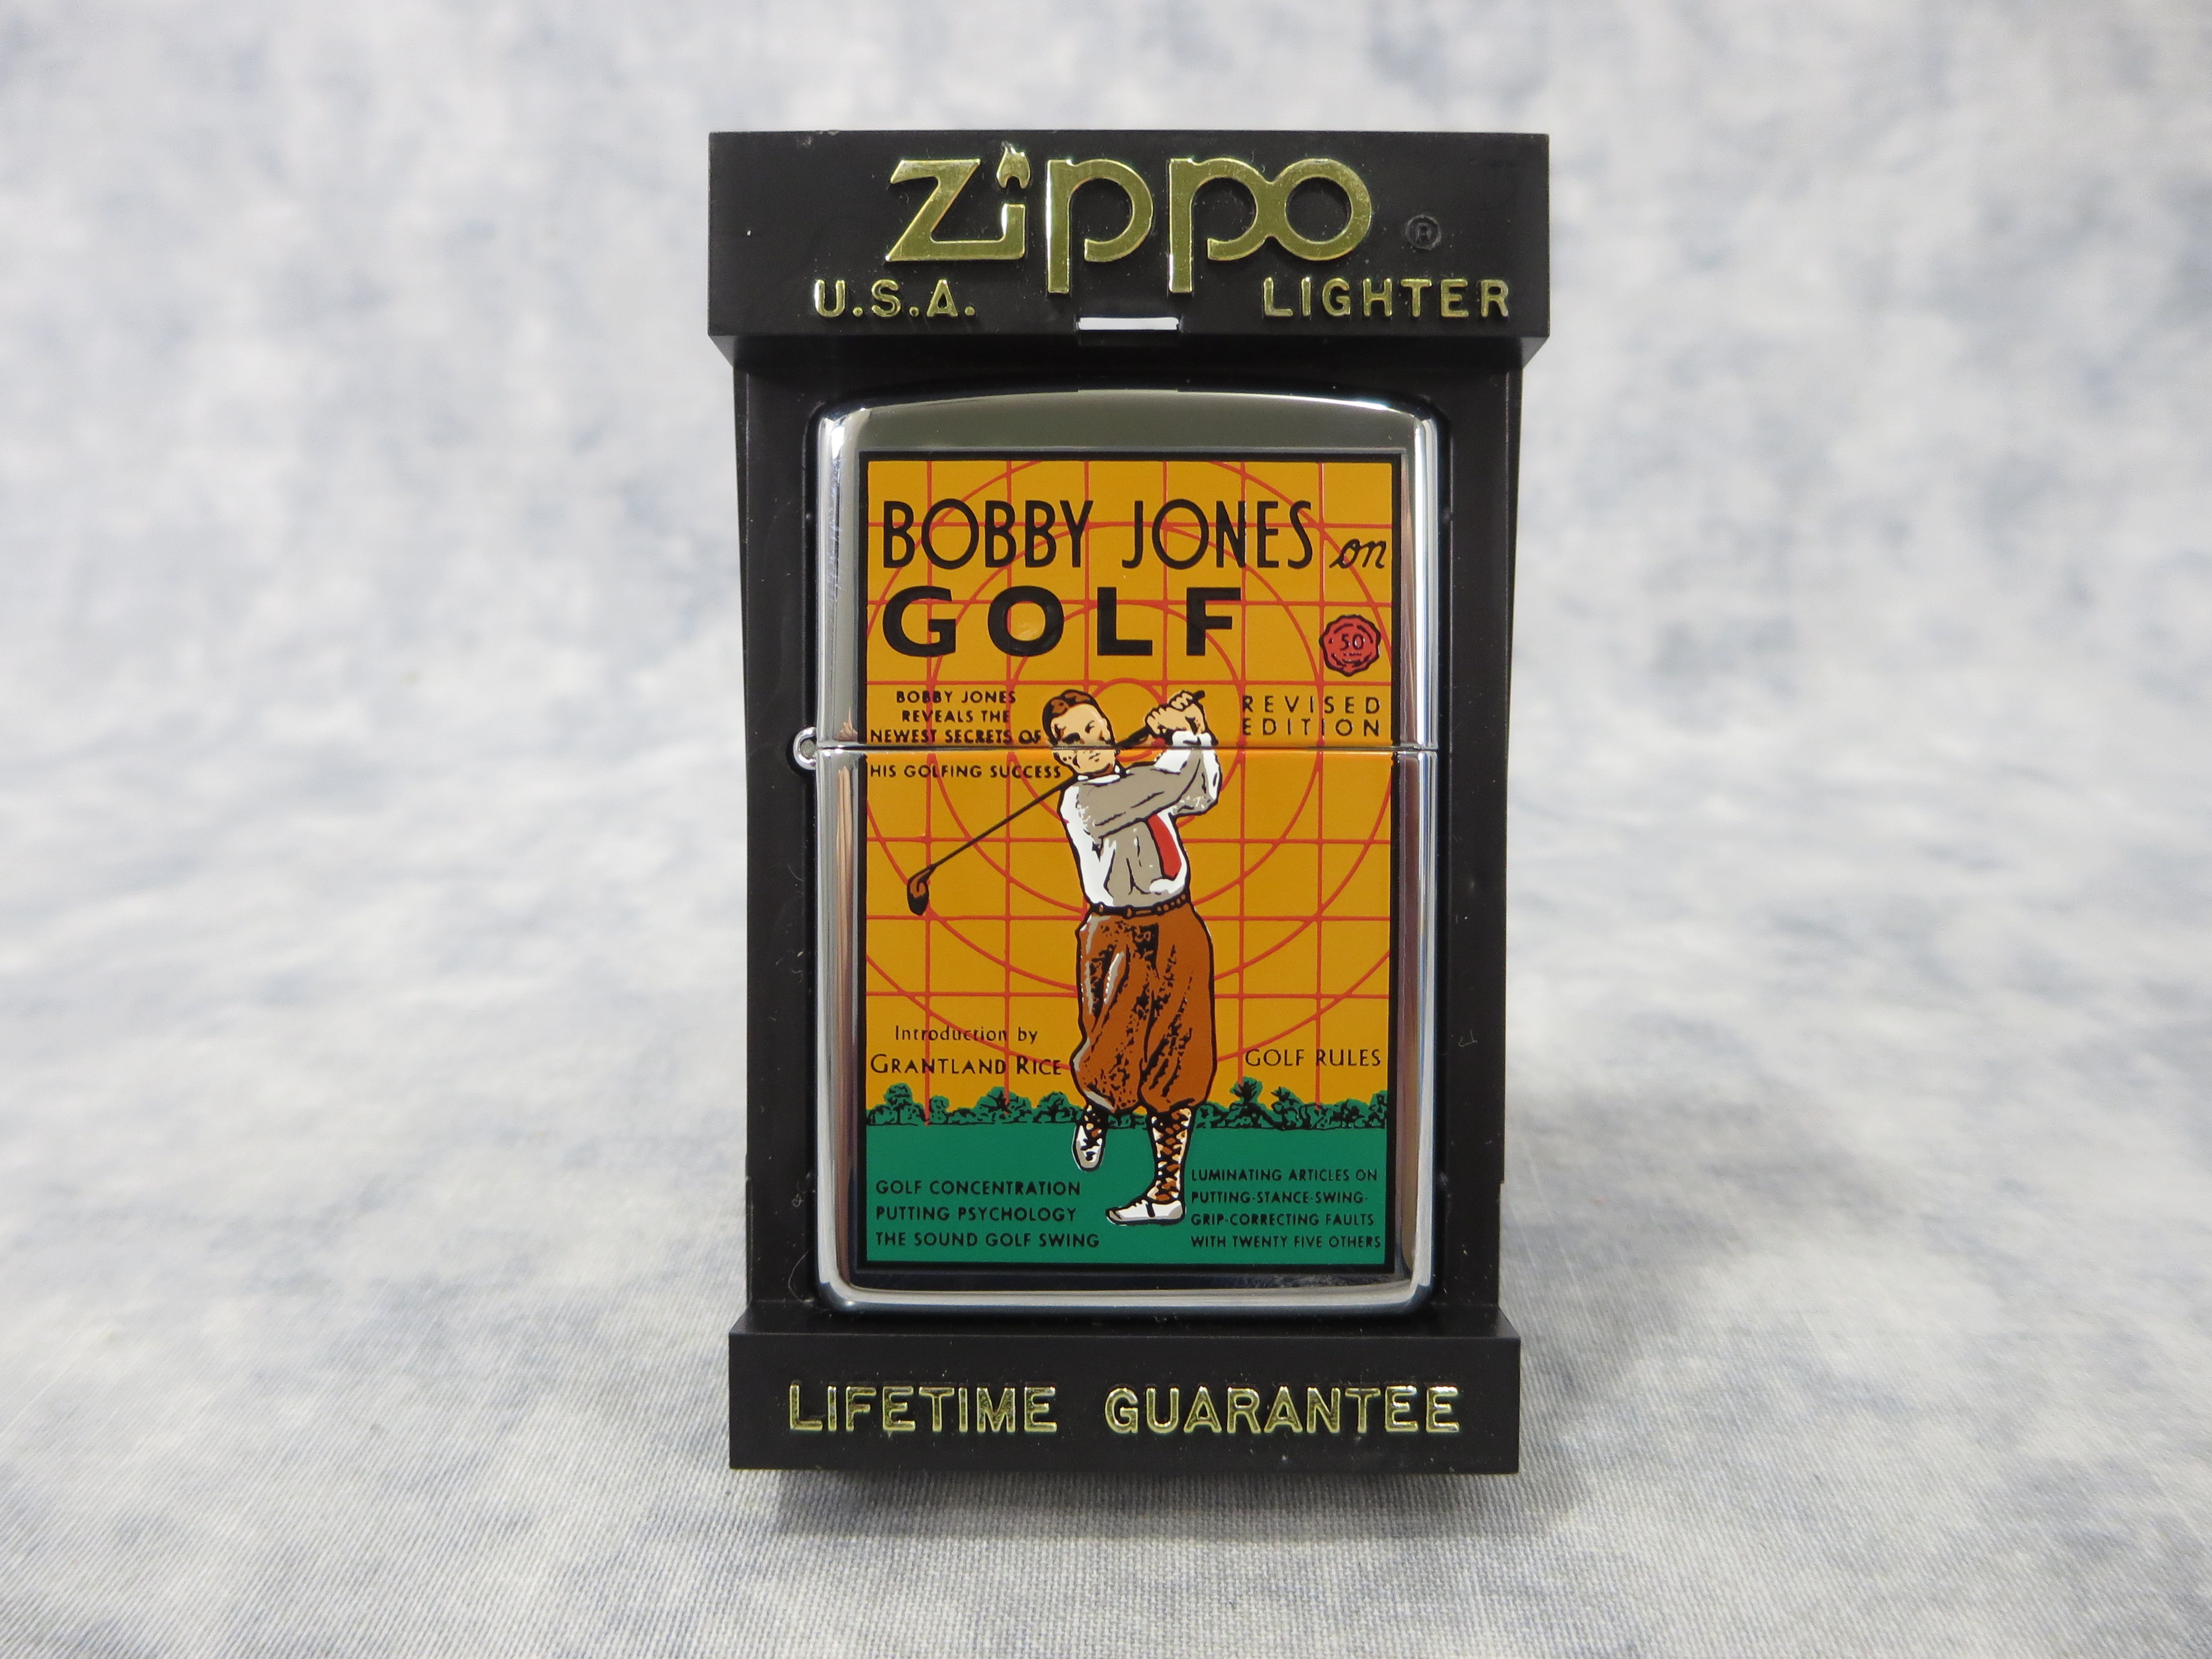 Zippo ®
U.S.A. LIGHTER
BOBBY JONES on
GOLF
50
BOBBY JONES
REVEALS THE
NEWEST SECRETS OF
HIS GOLFING SUCCESS
REVISED
EDITION
Introduction by
GRANTLAND RICE
GOLF RULES
GOLF CONCENTRATION
PUTTING PSYCHOLOGY
THE SOUND GOLF SWING
LUMINATING ARTICLES ON
PUTTING-STANCE-SWING-
GRIP-CORRECTING FAULTS
WITH TWENTY FIVE OTHERS
LIFETIME GUARANTEE